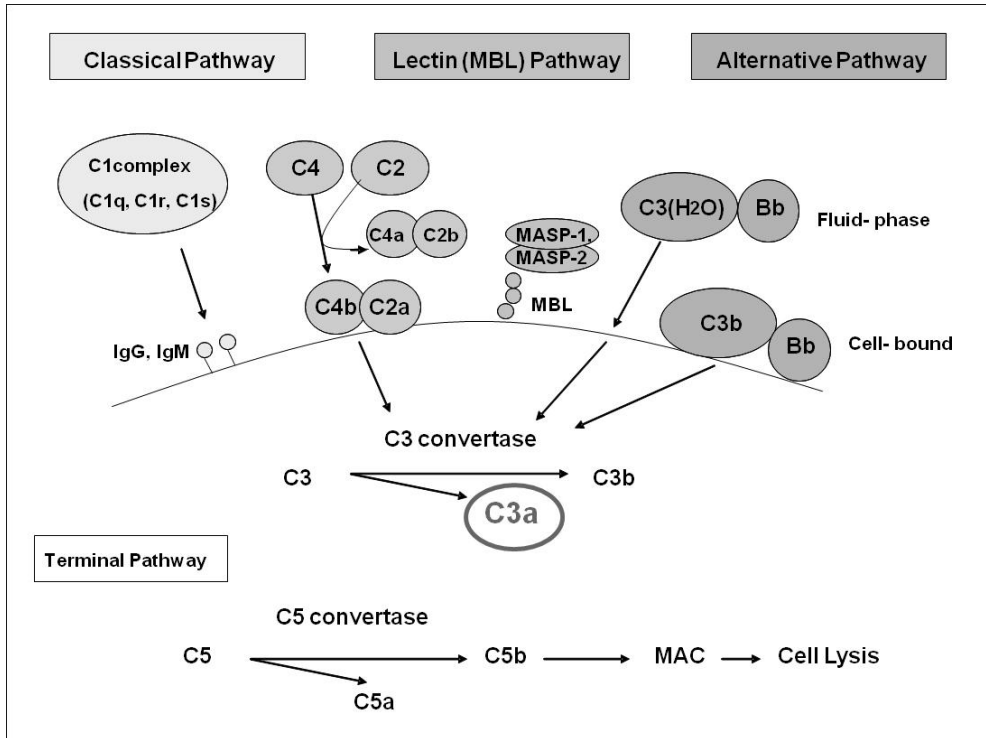 Classical Pathway
Lectin (MBL) Pathway
Alternative Pathway
C1complex
(C1q, C1r, C1s)
C4
C2
C4a
C2b
MASP-1,
MASP-2
C3(H2O)
Bb
Fluid- phase
C4b
C2a
MBL
C3b
Bb
Cell- bound
IgG, IgM
C3 convertase
C3
C3b
C3a
Terminal Pathway
C5 convertase
C5
C5b
MAC
Cell Lysis
C5a